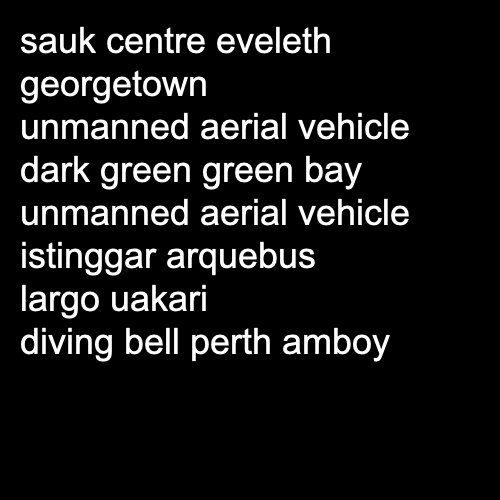 sauk centre eveleth
georgetown
unmanned aerial vehicle
dark green green bay
unmanned aerial vehicle
istinggar arquebus
largo uakari
diving bell perth amboy